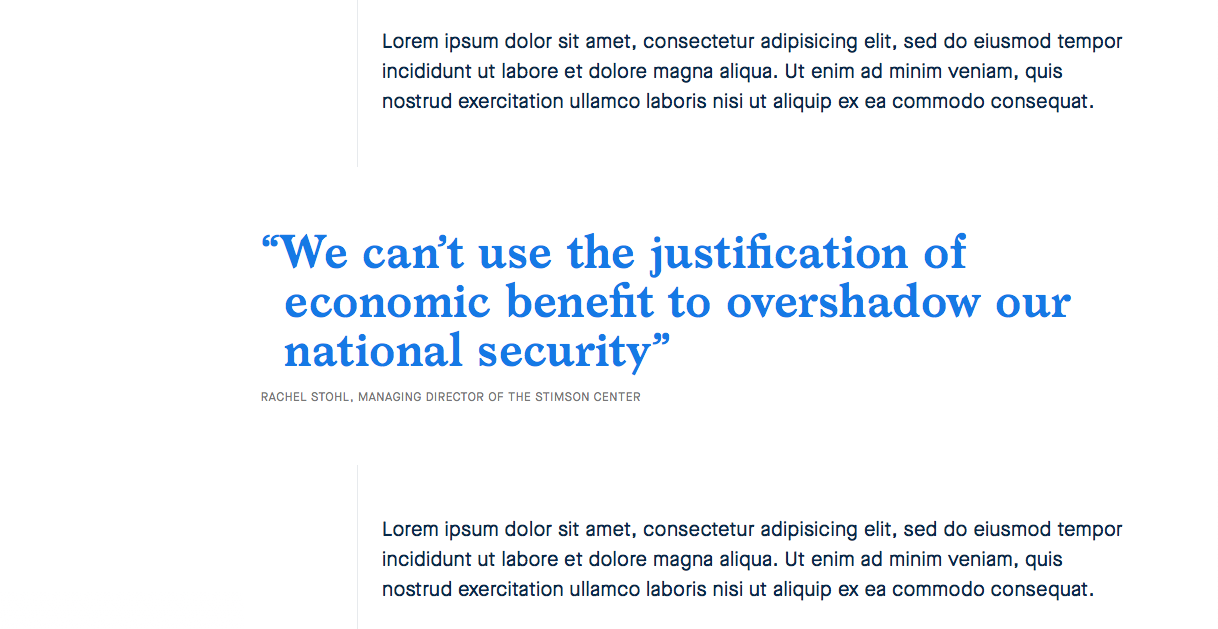 Lorem ipsum dolor sit amet, consectetur adipisicing elit, sed do eiusmod tempor
incididunt ut labore et dolore magna aliqua. Ut enim ad minim veniam, quis
nostrud exercitation ullamco laboris nisi ut aliquip ex ea commodo consequat.
“We can’t use the justification of
economic benefit to overshadow our
national security”
RACHEL STOHL, MANAGING DIRECTOR OF THE STIMSON CENTER
Lorem ipsum dolor sit amet, consectetur adipisicing elit, sed do eiusmod tempor
incididunt ut labore et dolore magna aliqua. Ut enim ad minim veniam, quis
nostrud exercitation ullamco laboris nisi ut aliquip ex ea commodo consequat.